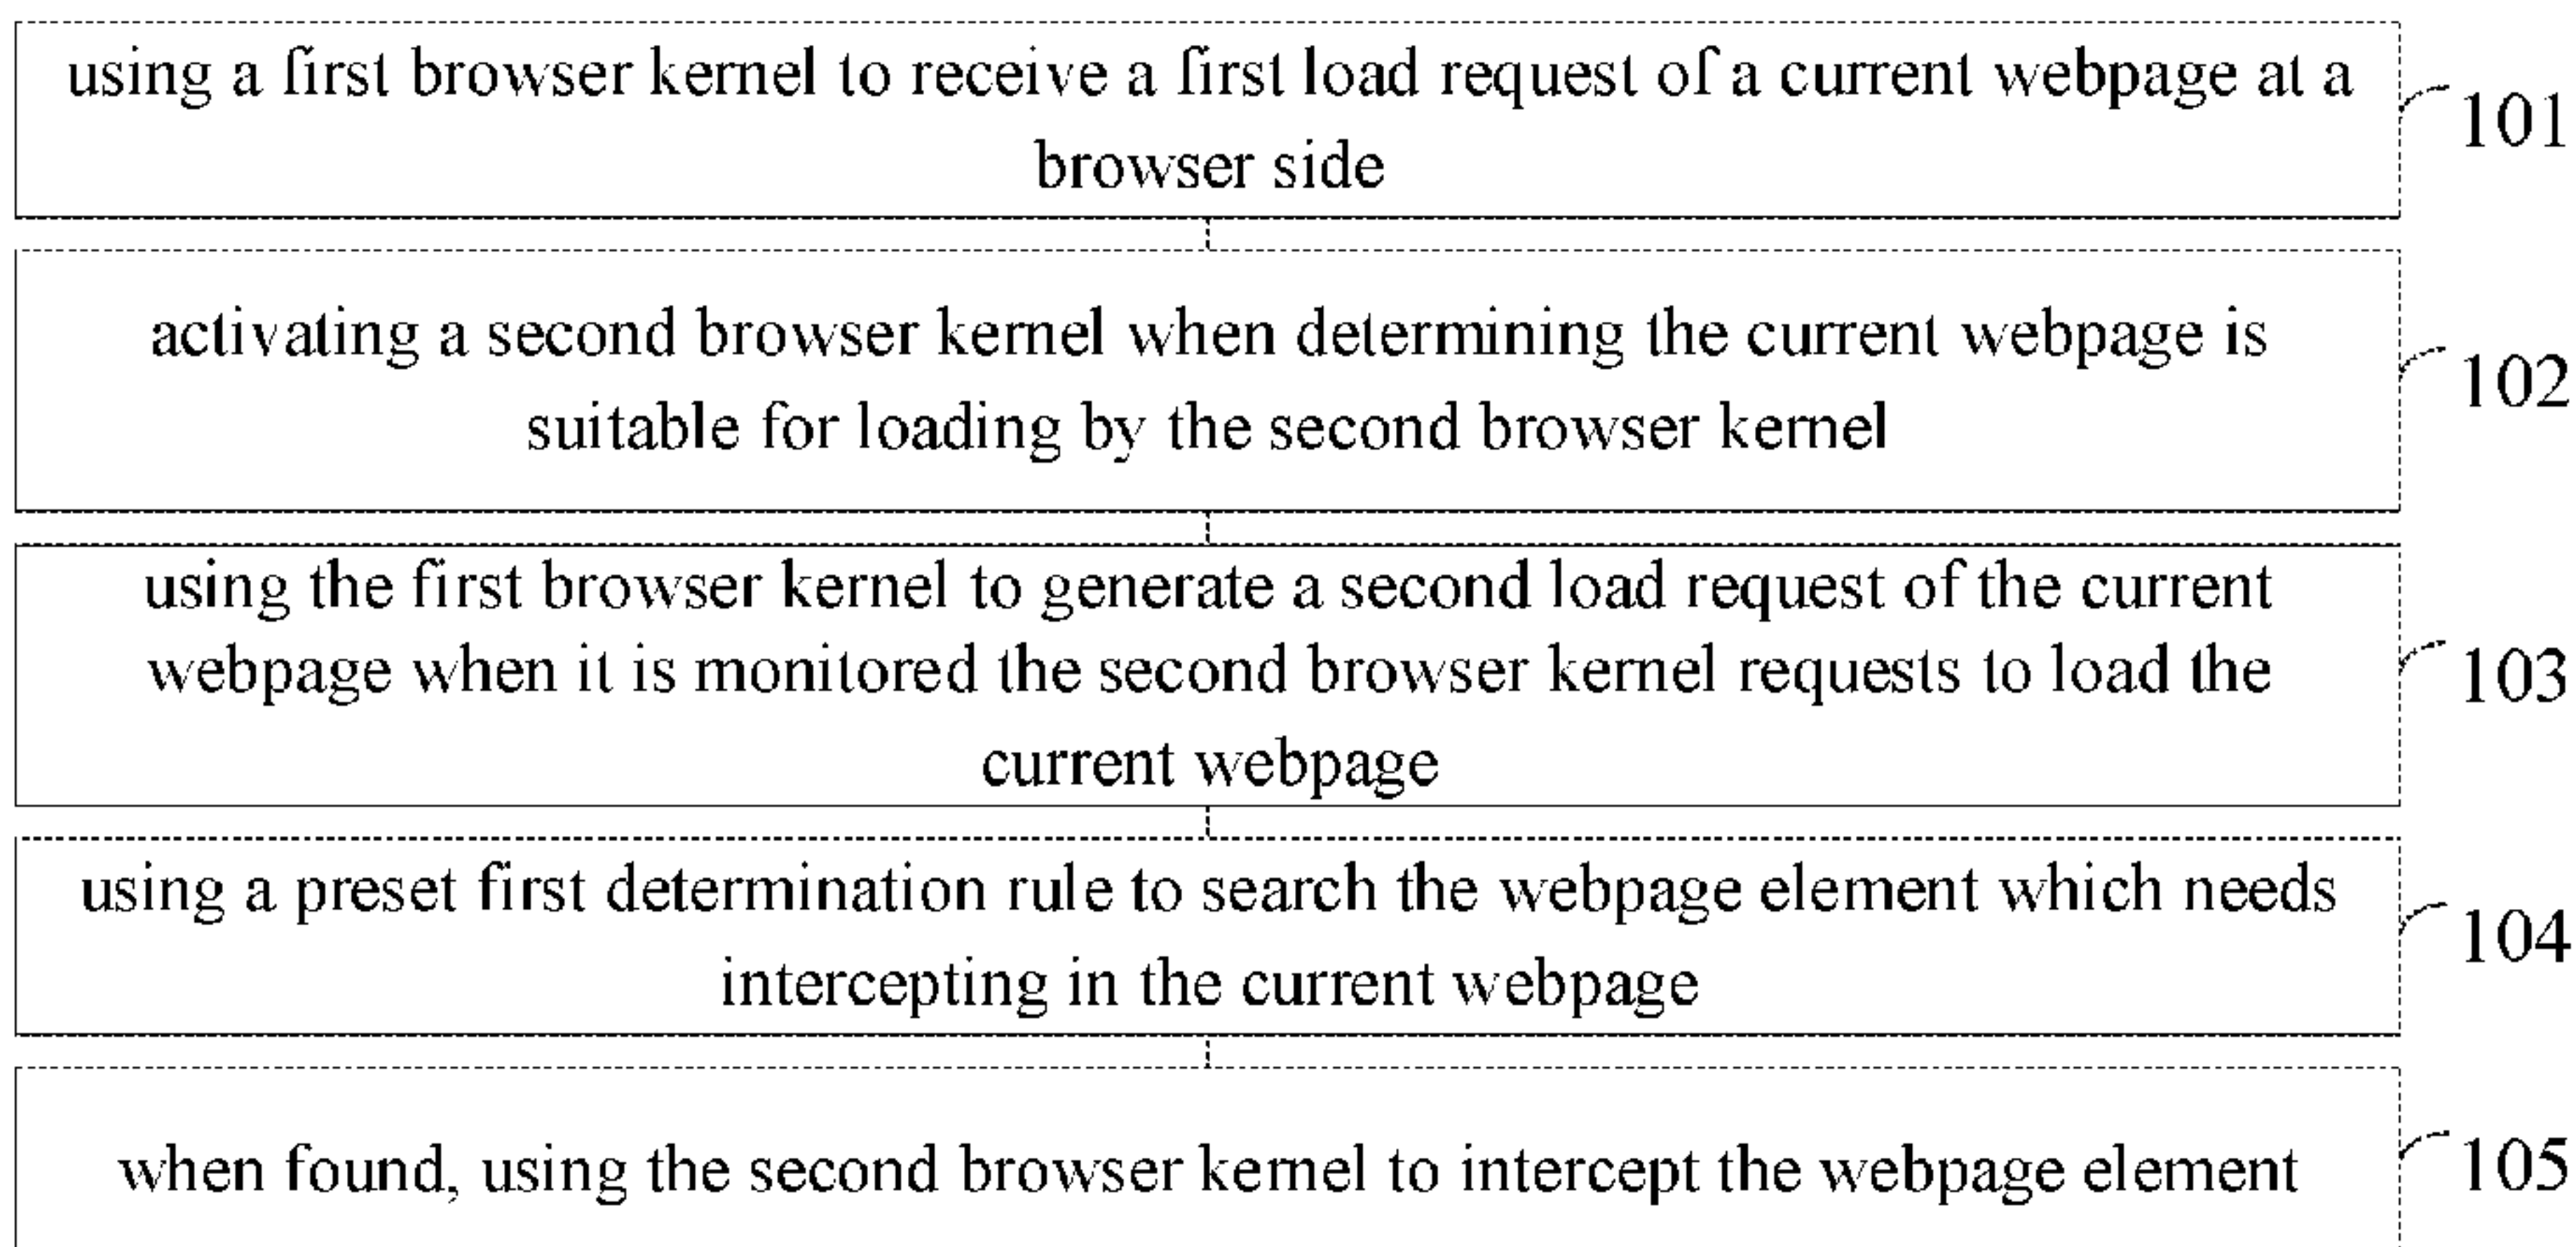 using a first browser kernel to receive a first load request of a current webpage at a
browser side
101
activating a second browser kernel when determining the current webpage is
suitable for loading by the second browser kernel
102
using the first browser kernel to generate a second load request of the current
webpage when it is monitored the second browser kernel requests to load the
current webpage
103
using a preset first determination rule to search the webpage element which needs
intercepting in the current webpage
104
when found, using the second browser kernel to intercept the webpage element
105